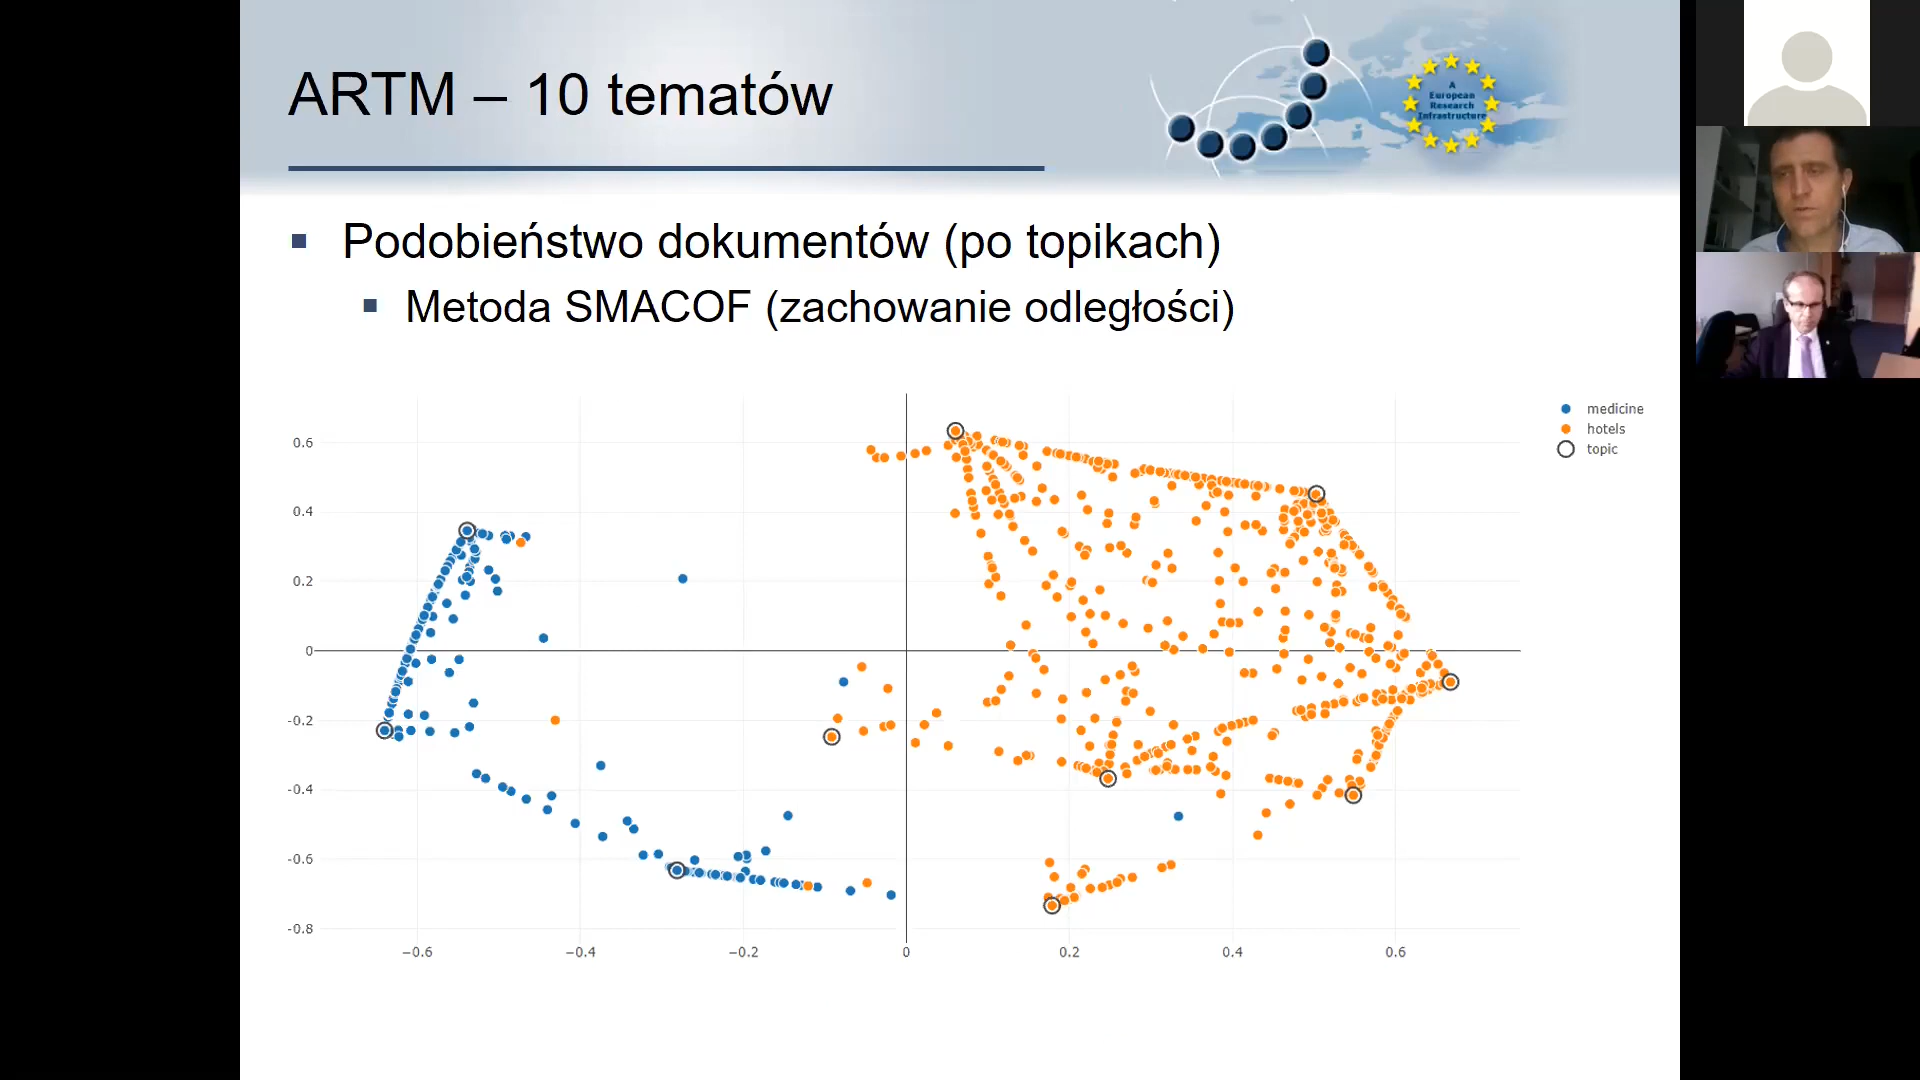 ARTM – 10 tematów
A
European
Research
Infrastructure
Podobieństwo dokumentów (po topikach)
Metoda SMACOF (zachowanie odległości)
medicine
hotels
topic
0.6
0.4
0.2
0
-0.2
-0.4
-0.6
-0.8
−0.6
−0.4
−0.2
0
0.2
0.4
0.6